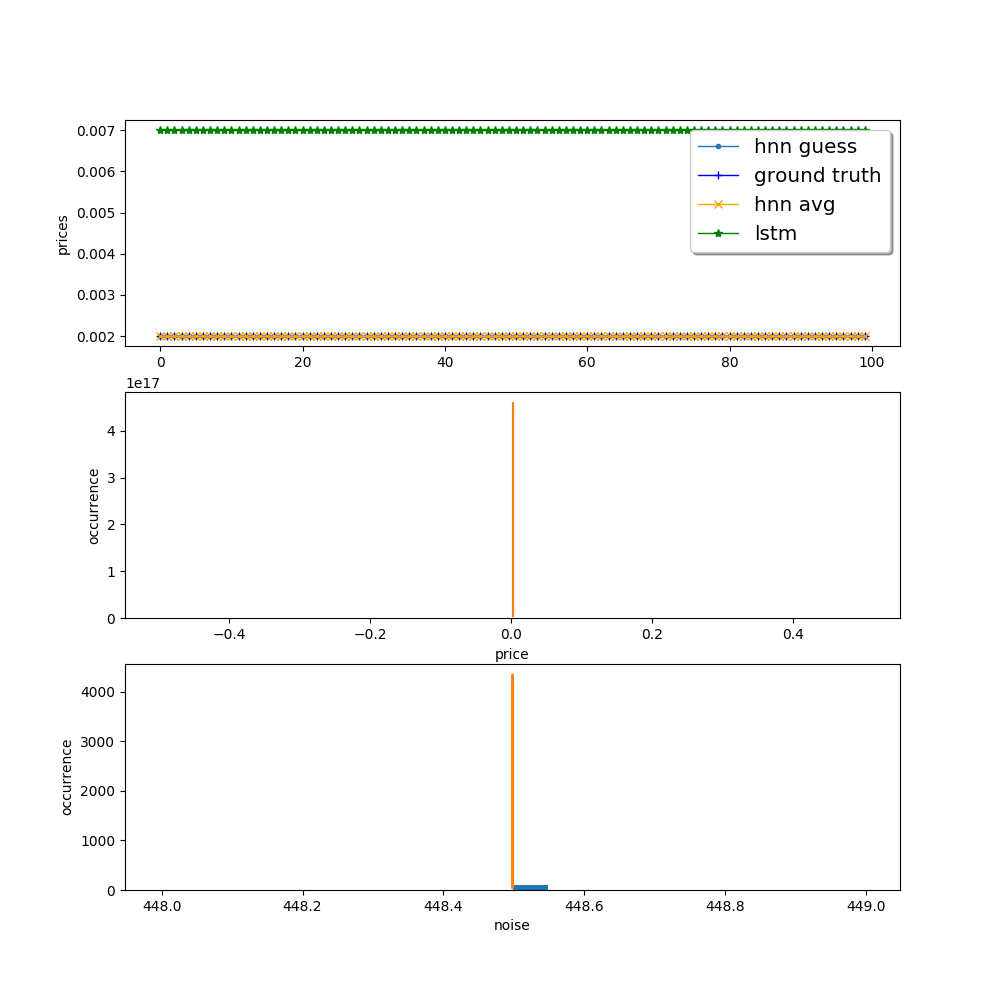 0.007
0.006
0.005
0.004
0.003
0.002
prices
hnn guess
ground truth
hnn avg
lstm
0 20 40 60 80 100
1e17
4
3
2
1
0
occurrence
−0.4 −0.2 0.0 0.2 0.4
price
4000
3000
2000
1000
0
occurrence
448.0 448.2 448.4 448.6 448.8 449.0
noise